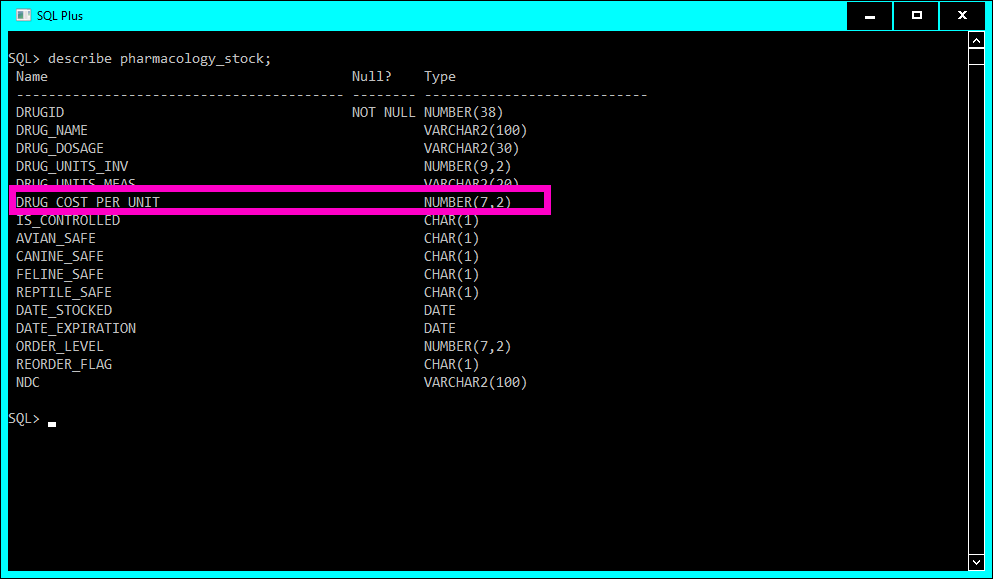 SQL Plus
SQL> describe pharmacology_stock;
Name Null? Type
----------------------------------------- -------- ----------------------------
DRUGID NOT NULL NUMBER(38)
DRUG_NAME VARCHAR2(100)
DRUG_DOSAGE VARCHAR2(30)
DRUG_UNITS_INV NUMBER(9,2)
DRUG_UNITS_MEAS VARCHAR2(20)
DRUG_COST_PER_UNIT NUMBER(7,2)
IS_CONTROLLED CHAR(1)
AVIAN_SAFE CHAR(1)
CANINE_SAFE CHAR(1)
FELINE_SAFE CHAR(1)
REPTILE_SAFE CHAR(1)
DATE_STOCKED DATE
DATE_EXPIRATION DATE
ORDER_LEVEL NUMBER(7,2)
REORDER_FLAG CHAR(1)
NDC VARCHAR2(100)
SQL>